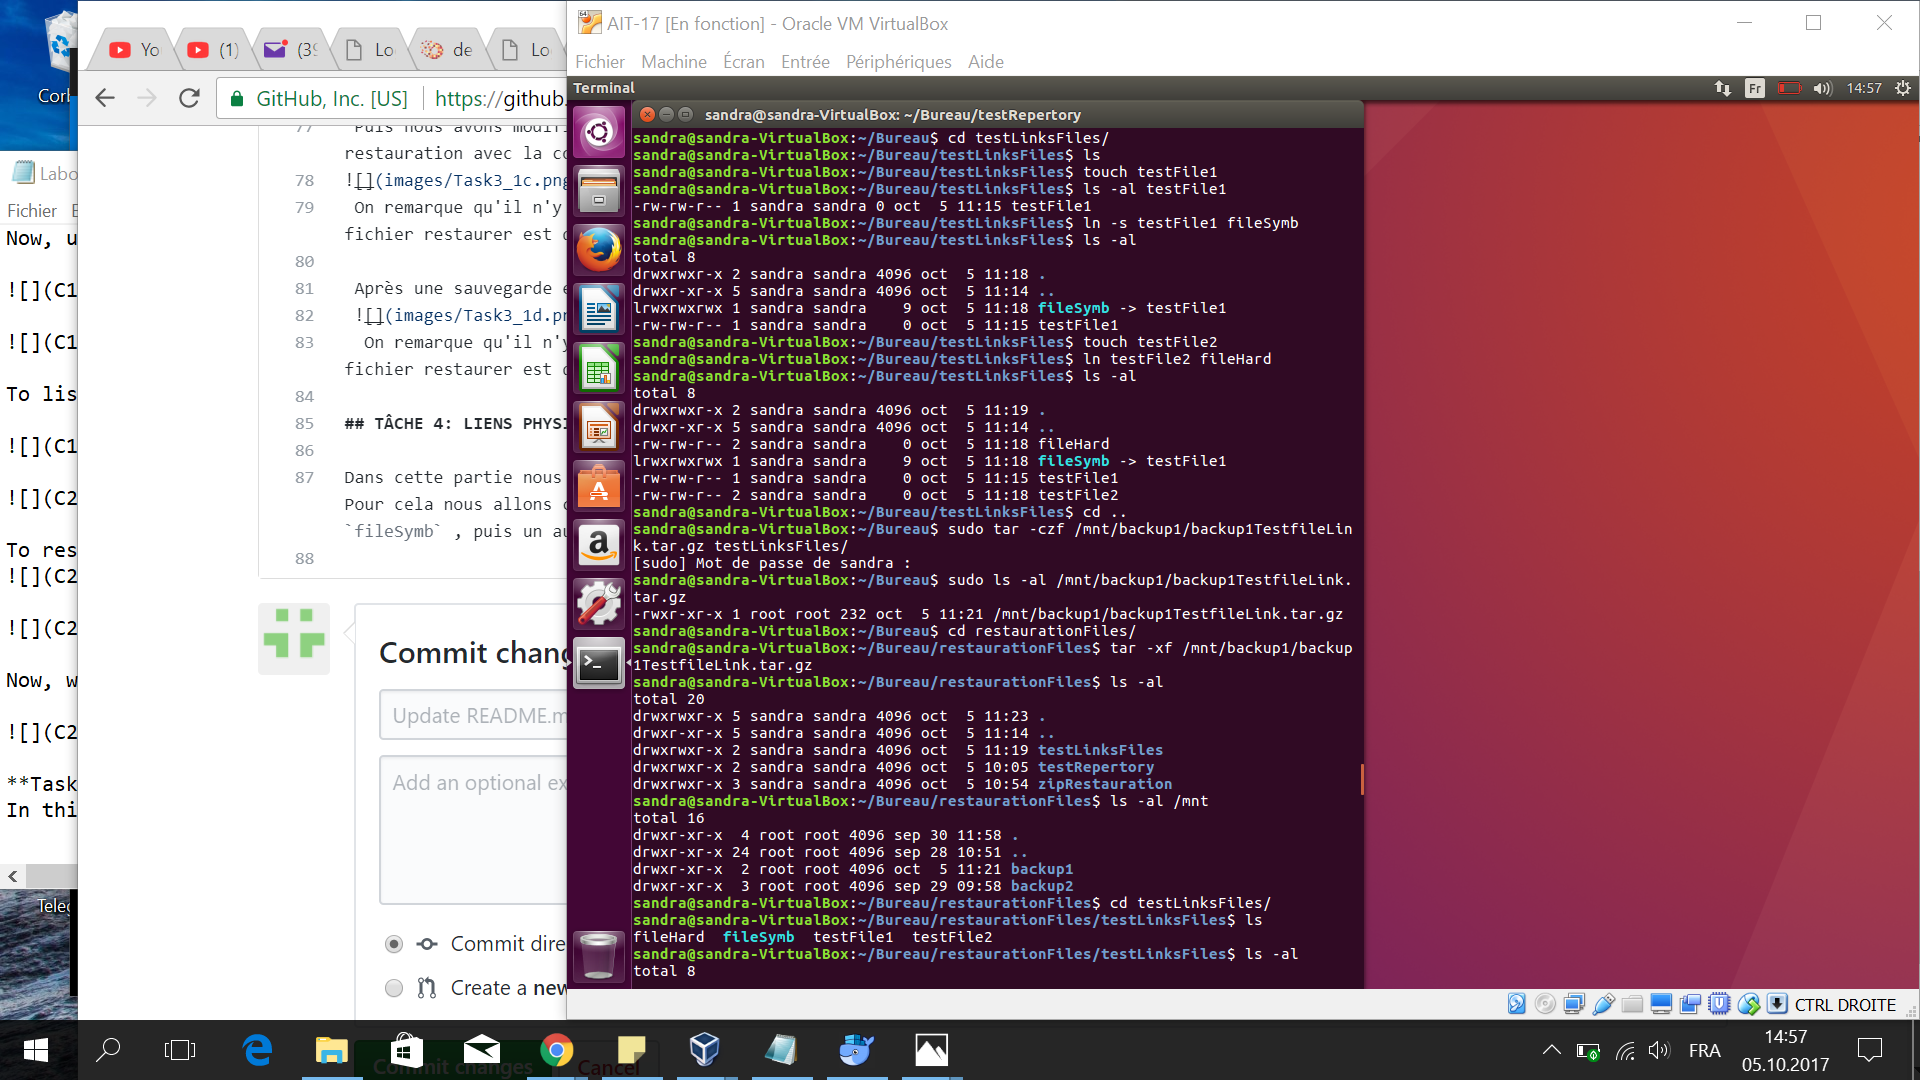 Corl
Labo
Fichier E
Now, u
![](C1
![](C1
To lis
![](C1
![](C2
To res
![](C2
![](C2
Now, w
![](C2
**Task
In thi
Teleg
Yo
(1)
(39
Lo
de
Lo
GitHub, Inc. [US]
https://github.
77 Puis nous avons modifi
restauration avec la co
78 ![](images/Task3_1c.png
79 On remarque qu'il n'y
fichier restaurer est d
80
81 Après une sauvegarde e
82 ![](images/Task3_1d.pn
83 On remarque qu'il n'y
fichier restaurer est d
84
85 ## TÂCHE 4: LIENS PHYSI
86
87 Dans cette partie nous
Pour cela nous allons c
`fileSymb` , puis un au
88
Commit chang
Update README.m
Add an optional ex
Commit dire
Create a new
Commit changes
Cancel
AIT-17 [En fonction] - Oracle VM VirtualBox
Fichier Machine Écran Entrée Périphériques Aide
Terminal
Fr
14:57
sandra@sandra-VirtualBox: ~/Bureau/testRepertory
sandra@sandra-VirtualBox:~/Bureau$ cd testLinksFiles/
sandra@sandra-VirtualBox:~/Bureau/testLinksFiles$ ls
sandra@sandra-VirtualBox:~/Bureau/testLinksFiles$ touch testFile1
sandra@sandra-VirtualBox:~/Bureau/testLinksFiles$ ls -al testFile1
-rw-rw-r-- 1 sandra sandra 0 oct  5 11:15 testFile1
sandra@sandra-VirtualBox:~/Bureau/testLinksFiles$ ln -s testFile1 fileSymb
sandra@sandra-VirtualBox:~/Bureau/testLinksFiles$ ls -al
total 8
drwxrwxr-x 2 sandra sandra 4096 oct  5 11:18 .
drwxr-xr-x 5 sandra sandra 4096 oct  5 11:14 ..
lrwxrwxrwx 1 sandra sandra    9 oct  5 11:18 fileSymb -> testFile1
-rw-rw-r-- 1 sandra sandra    0 oct  5 11:15 testFile1
sandra@sandra-VirtualBox:~/Bureau/testLinksFiles$ touch testFile2
sandra@sandra-VirtualBox:~/Bureau/testLinksFiles$ ln testFile2 fileHard
sandra@sandra-VirtualBox:~/Bureau/testLinksFiles$ ls -al
total 8
drwxrwxr-x 2 sandra sandra 4096 oct  5 11:19 .
drwxr-xr-x 5 sandra sandra 4096 oct  5 11:14 ..
-rw-rw-r-- 2 sandra sandra    0 oct  5 11:18 fileHard
lrwxrwxrwx 1 sandra sandra    9 oct  5 11:18 fileSymb -> testFile1
-rw-rw-r-- 1 sandra sandra    0 oct  5 11:15 testFile1
-rw-rw-r-- 2 sandra sandra    0 oct  5 11:18 testFile2
sandra@sandra-VirtualBox:~/Bureau/testLinksFiles$ cd ..
sandra@sandra-VirtualBox:~/Bureau$ sudo tar -czf /mnt/backup1/backup1TestfileLin
k.tar.gz testLinksFiles/
[sudo] Mot de passe de sandra :
sandra@sandra-VirtualBox:~/Bureau$ sudo ls -al /mnt/backup1/backup1TestfileLink.
tar.gz
-rwxr-xr-x 1 root root 232 oct  5 11:21 /mnt/backup1/backup1TestfileLink.tar.gz
sandra@sandra-VirtualBox:~/Bureau$ cd restaurationFiles/
sandra@sandra-VirtualBox:~/Bureau/restaurationFiles$ tar -xf /mnt/backup1/backup
1TestfileLink.tar.gz
sandra@sandra-VirtualBox:~/Bureau/restaurationFiles$ ls -al
total 20
drwxrwxr-x 5 sandra sandra 4096 oct  5 11:23 .
drwxr-xr-x 5 sandra sandra 4096 oct  5 11:14 ..
drwxrwxr-x 2 sandra sandra 4096 oct  5 11:19 testLinksFiles
drwxrwxr-x 2 sandra sandra 4096 oct  5 10:05 testRepertory
drwxrwxr-x 3 sandra sandra 4096 oct  5 10:54 zipRestauration
sandra@sandra-VirtualBox:~/Bureau/restaurationFiles$ ls -al /mnt
total 16
drwxr-xr-x  4 root root 4096 sep 30 11:58 .
drwxr-xr-x 24 root root 4096 sep 28 10:51 ..
drwxr-xr-x  2 root root 4096 oct  5 11:21 backup1
drwxr-xr-x  3 root root 4096 sep 29 09:58 backup2
sandra@sandra-VirtualBox:~/Bureau/restaurationFiles$ cd testLinksFiles/
sandra@sandra-VirtualBox:~/Bureau/restaurationFiles/testLinksFiles$ ls
fileHard  fileSymb  testFile1  testFile2
sandra@sandra-VirtualBox:~/Bureau/restaurationFiles/testLinksFiles$ ls -al
total 8
CTRL DROITE
FRA
14:57
05.10.2017